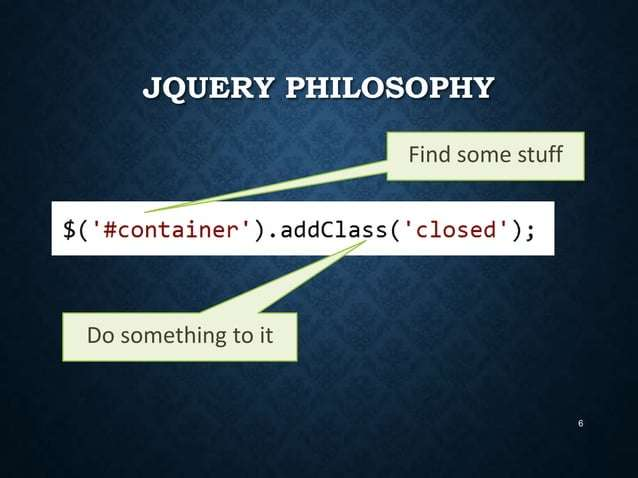 JQUERY PHILOSOPHY
Find some stuff
$('#container').addClass('closed');
Do something to it
6